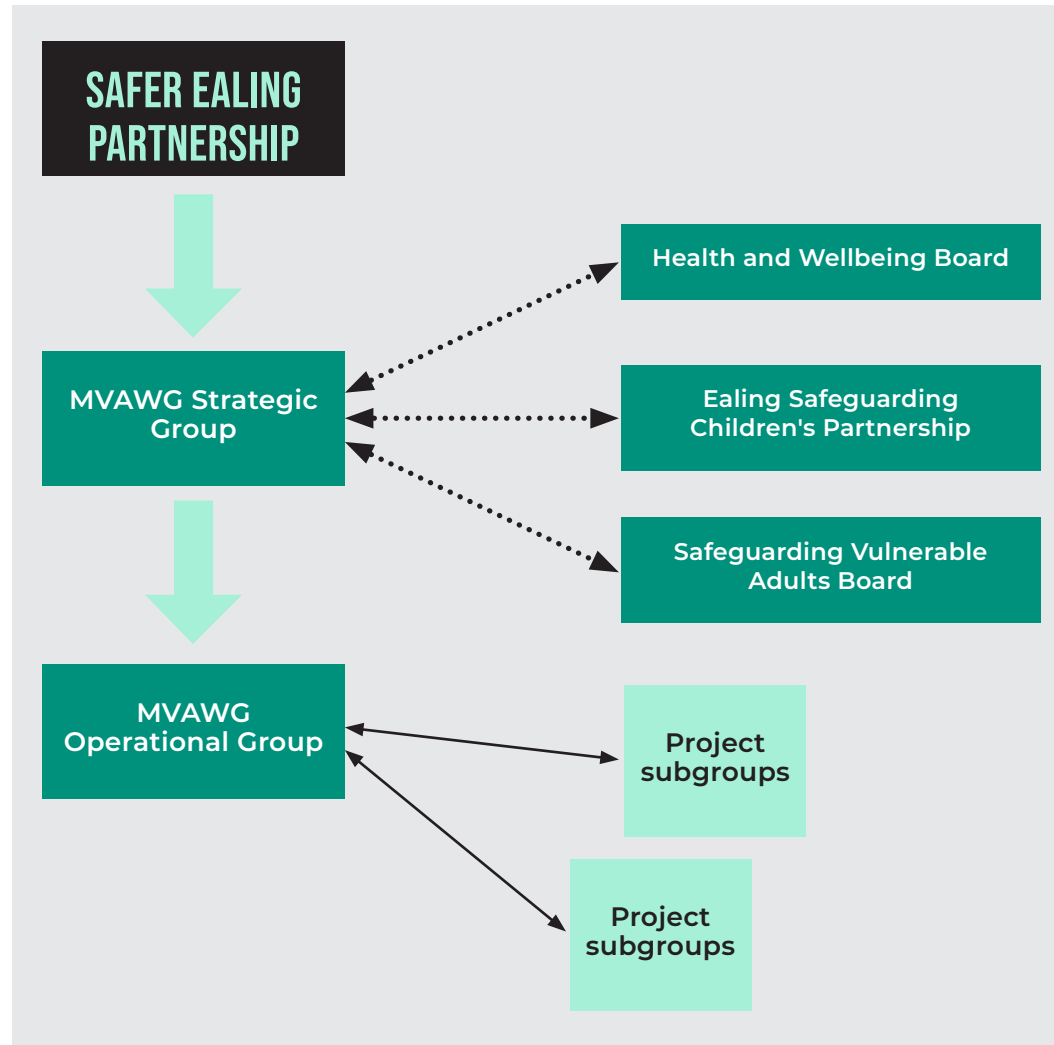 SAFER EALING
PARTNERSHIP
Health and Wellbeing Board
MVAWG Strategic
Group
Ealing Safeguarding
Children's Partnership
Safeguarding Vulnerable
Adults Board
MVAWG
Operational Group
Project
subgroups
Project
subgroups